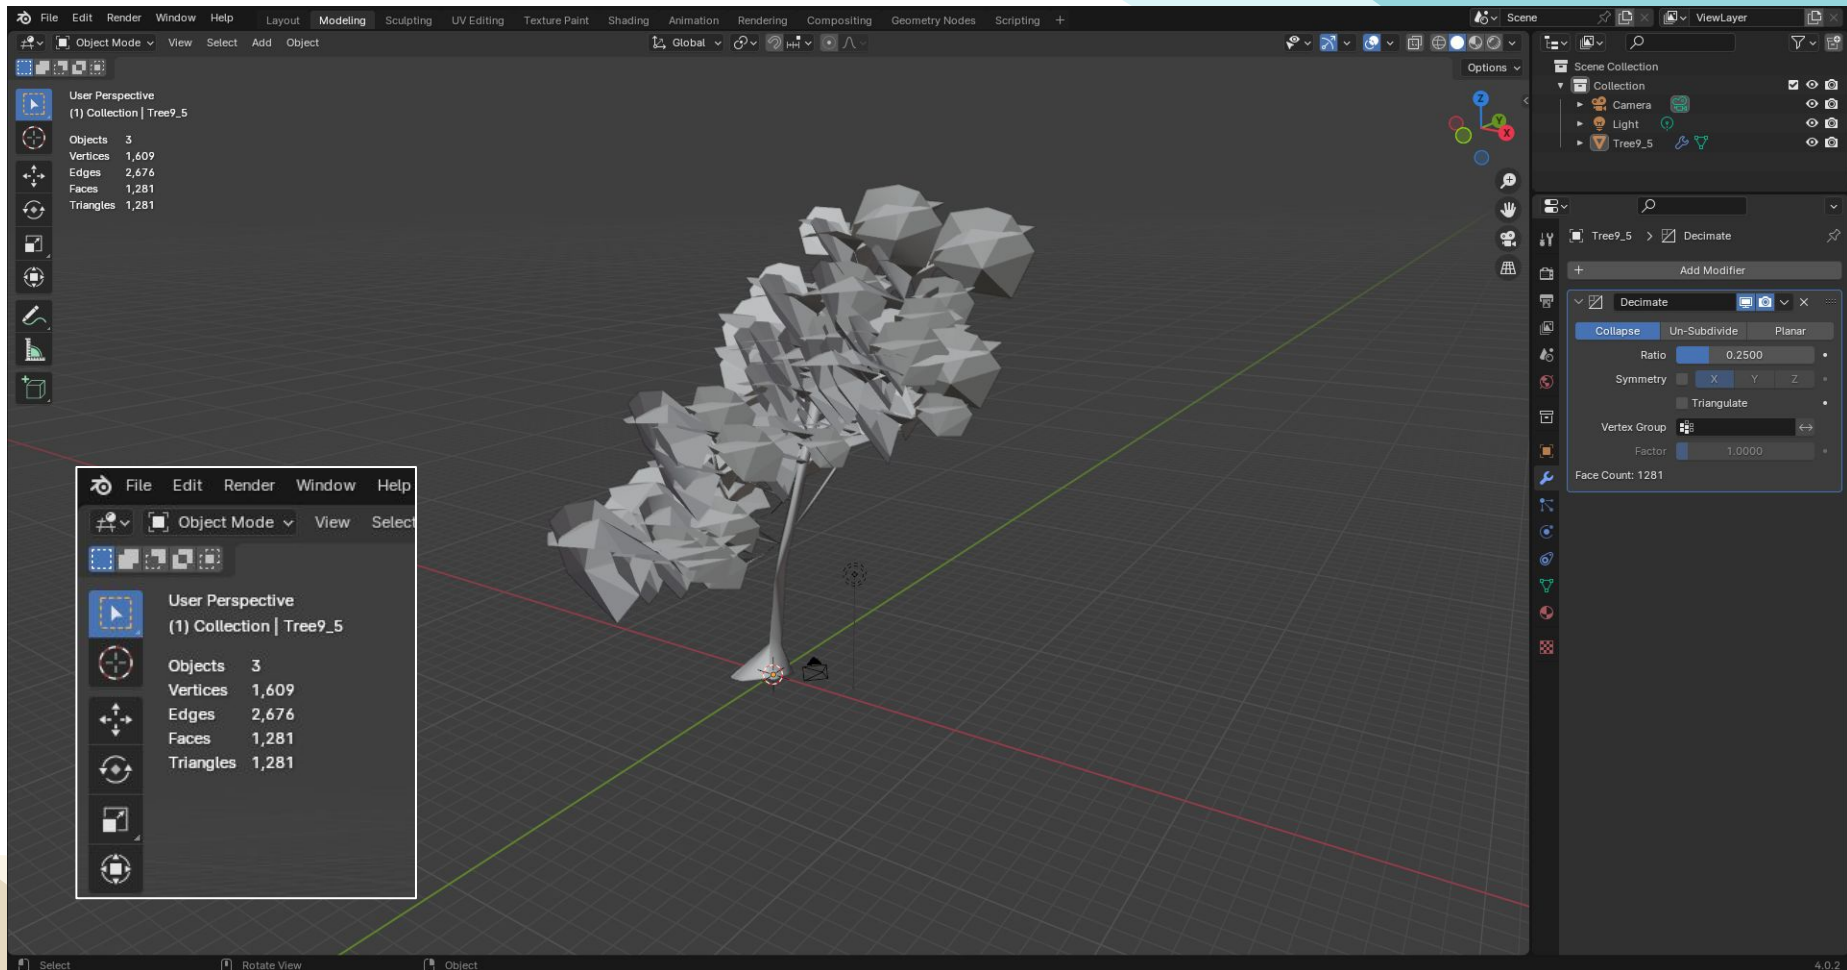 File Edit Render Window Help Layout Modeling Sculpting UV Editing Texture Paint Shading Animation Rendering Compositing Geometry Nodes Scripting + Scene ViewLayer
Object Mode View Select Add Object Global
Options
User Perspective
(1) Collection | Tree9_5
Objects 3
Vertices 1,609
Edges 2,676
Faces 1,281
Triangles 1,281
Z
Y
X
File Edit Render Window Help
Object Mode View Select
User Perspective
(1) Collection | Tree9_5
Objects 3
Vertices 1,609
Edges 2,676
Faces 1,281
Triangles 1,281
Scene Collection
Collection
Camera
Light
Tree9_5
Tree9_5 > Decimate
+ Add Modifier
Decimate
Collapse Un-Subdivide Planar
Ratio 0.2500
Symmetry X Y Z
Triangulate
Vertex Group
Factor 1.0000
Face Count: 1281
Select Rotate View Object 4.0.2